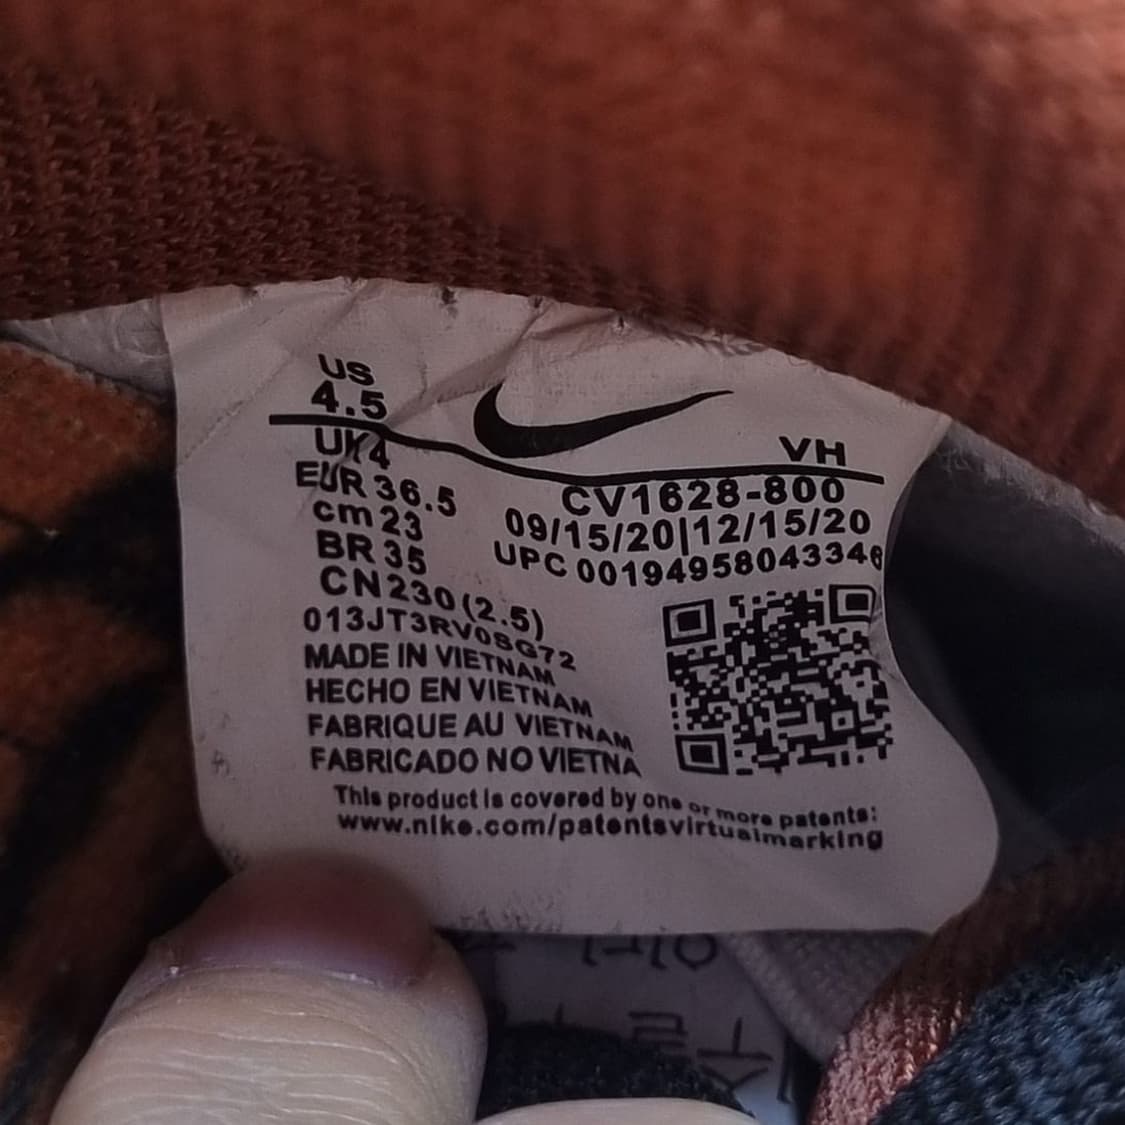 US
4.5
UK 4
EUR 36.5
cm 23
BR 35
CN 230 (2.5)
013JT3RV0SG72
MADE IN VIETNAM
HECHO EN VIETNAM
FABRIQUE AU VIETNAM
FABRICADO NO VIETNA
VH
CV1628-800
09/15/20|12/15/20
UPC 00194958043346
This product is covered by one or more patents:
www.nike.com/patentsvirtualmarking